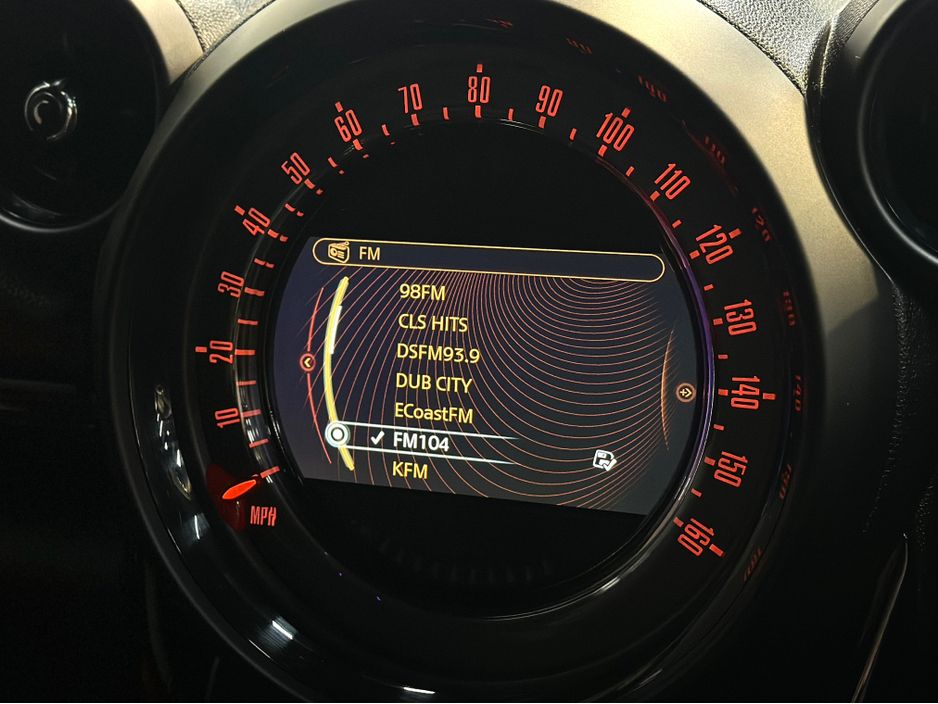 10
20
30
40
50
60
70
80
90
100
110
120
130
140
150
160
MPH
FM
98FM
CLS HITS
DSFM93.9
DUB CITY
ECoastFM
FM104
KFM